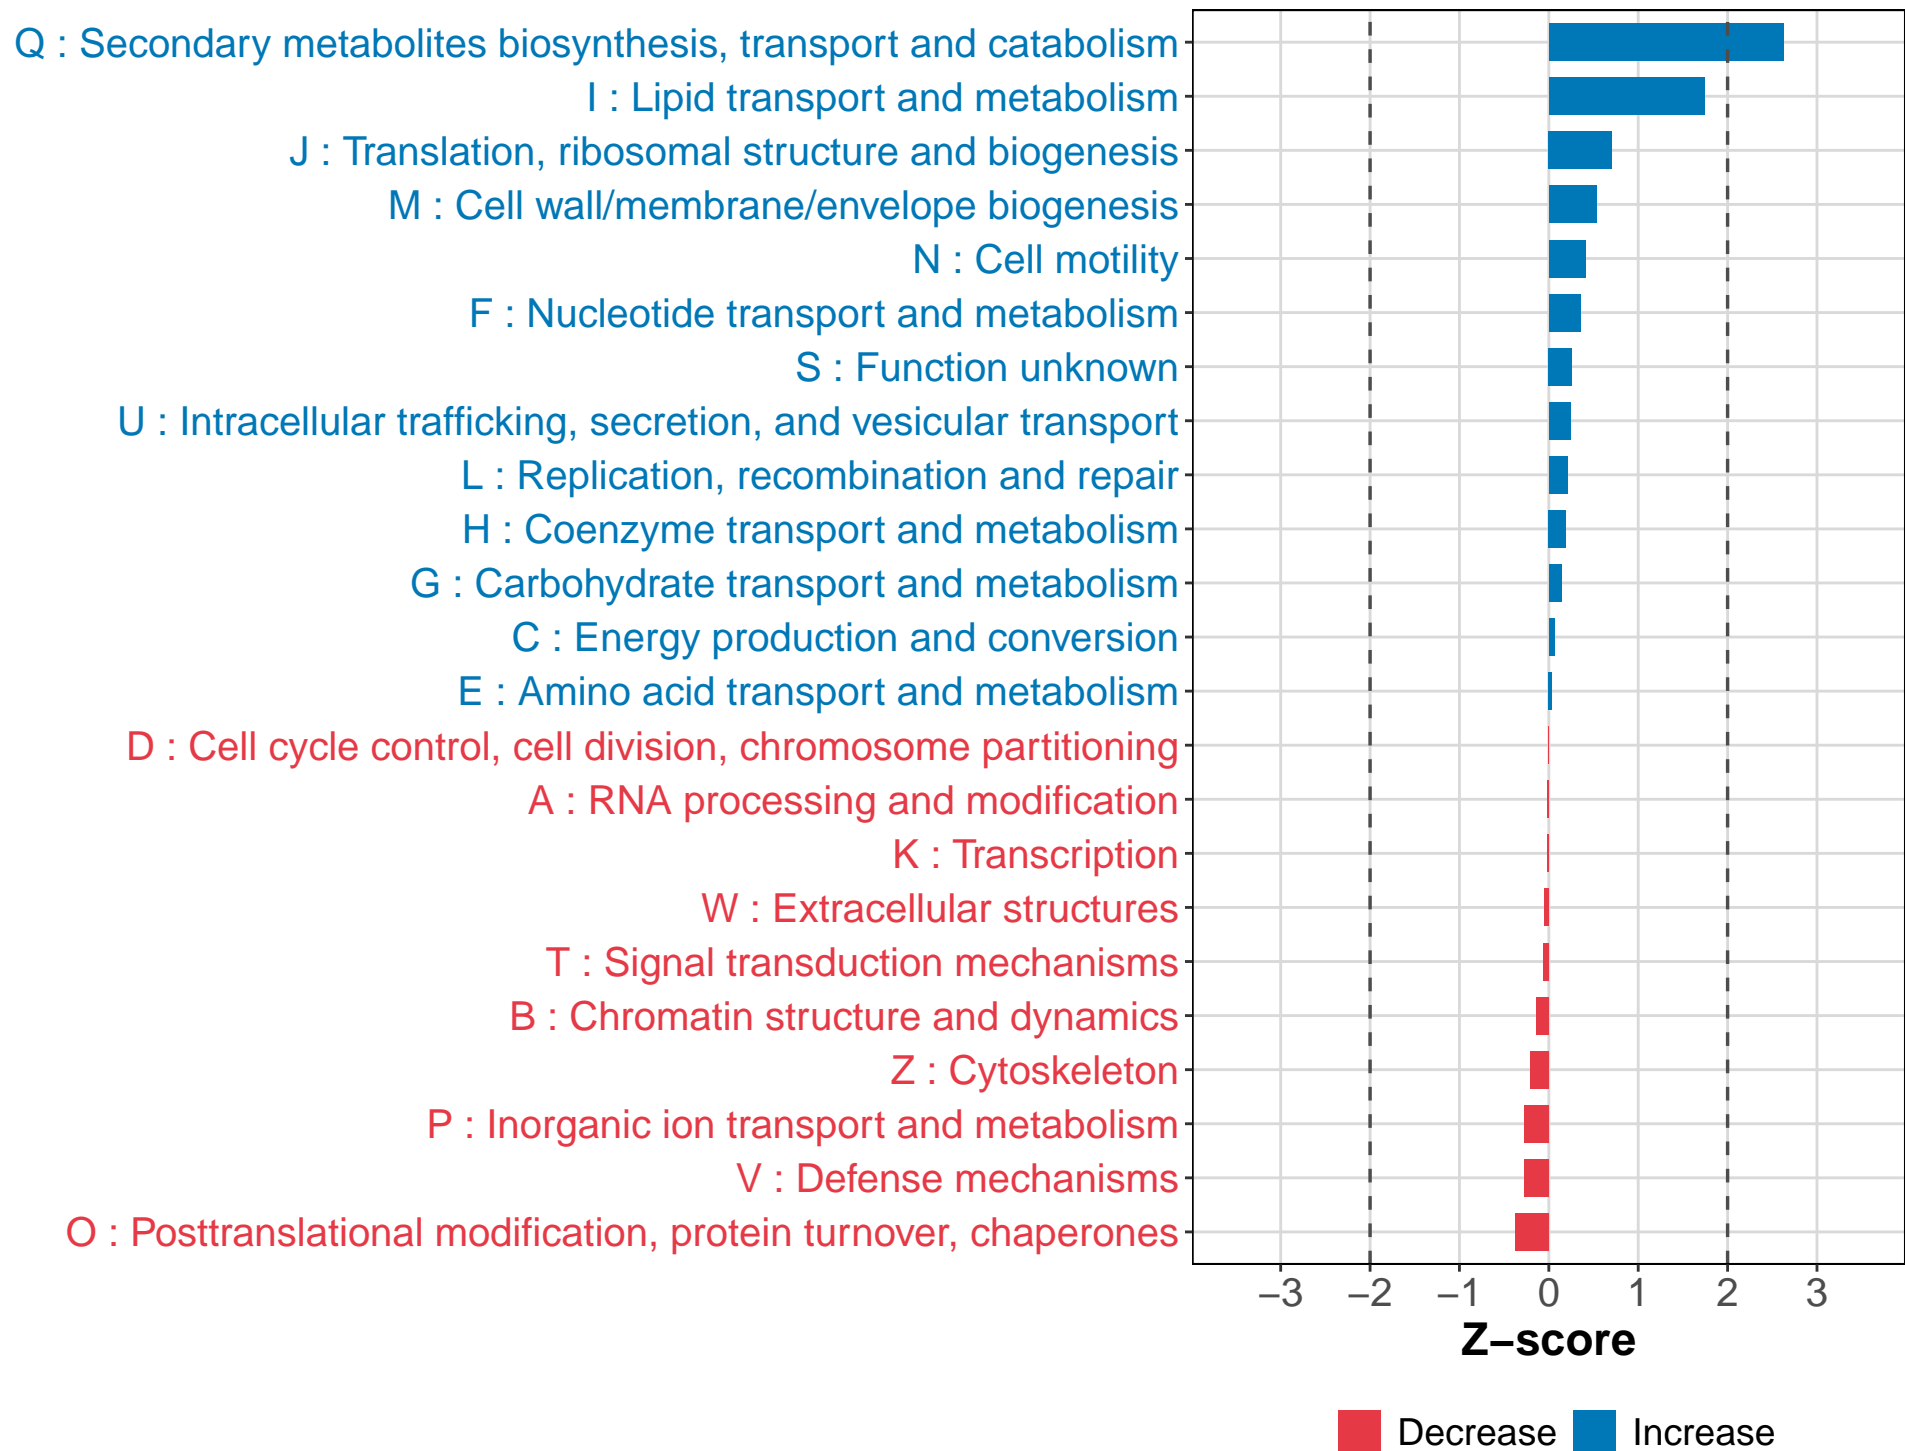 Q : Secondary metabolites biosynthesis, transport and catabolism
I : Lipid transport and metabolism
J : Translation, ribosomal structure and biogenesis
M : Cell wall/membrane/envelope biogenesis
N : Cell motility
F : Nucleotide transport and metabolism
S : Function unknown
U : Intracellular trafficking, secretion, and vesicular transport
L : Replication, recombination and repair
H : Coenzyme transport and metabolism
G : Carbohydrate transport and metabolism
C : Energy production and conversion
E : Amino acid transport and metabolism
D : Cell cycle control, cell division, chromosome partitioning
A : RNA processing and modification
K : Transcription
W : Extracellular structures
T : Signal transduction mechanisms
B : Chromatin structure and dynamics
Z : Cytoskeleton
P : Inorganic ion transport and metabolism
V : Defense mechanisms
O : Posttranslational modification, protein turnover, chaperones
−3 −2 −1 0 1 2 3
Z−score
Decrease Increase